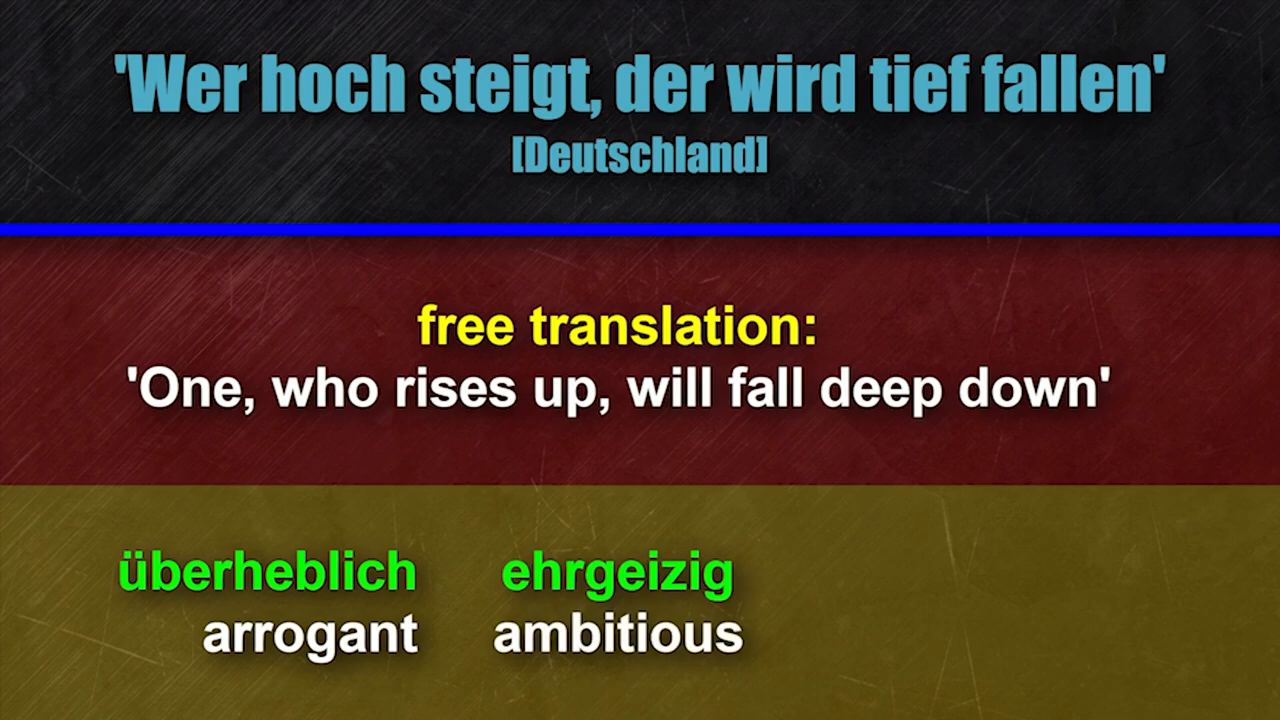 'Wer hoch steigt, der wird tief fallen'
[Deutschland]
free translation:
'One, who rises up, will fall deep down'
überheblich ehrgeizig
arrogant ambitious